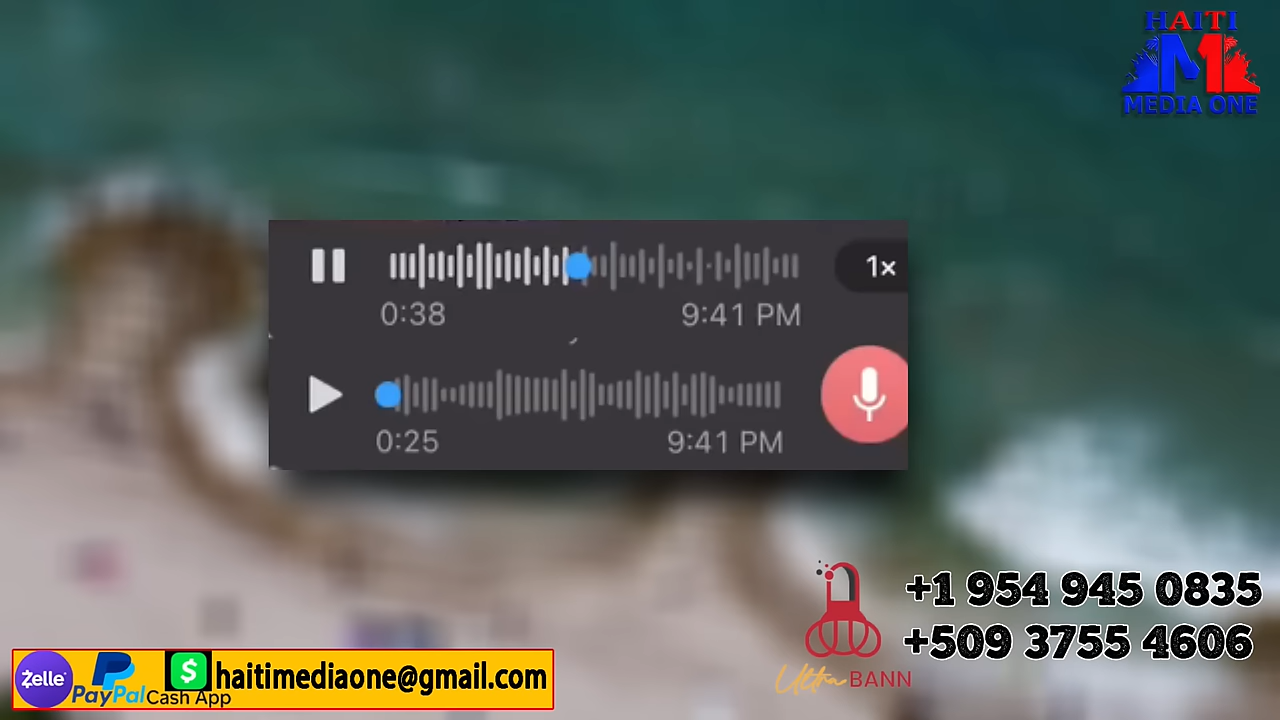 HAITI
M1
MEDIA ONE
1×
0:38 9:41 PM
0:25 9:41 PM
+1 954 945 0835
+509 3755 4606
Ultra BANN
Zelle PayPal $ Cash App haitimediaone@gmail.com